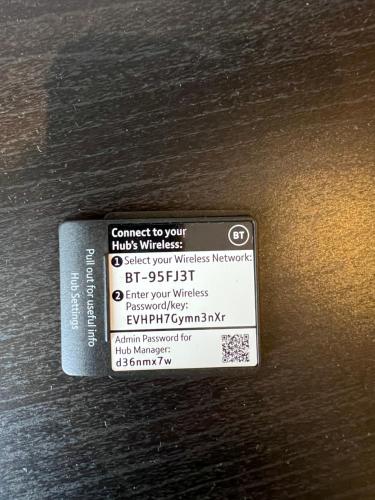 Connect to your
Hub's Wireless:
BT
1 Select your Wireless Network:
BT-95FJ3T
2 Enter your Wireless
Password/key:
EVHPH7Gymn3nXr
Admin Password for
Hub Manager:
d36nmx7w
Pull out for useful info
Hub Settings